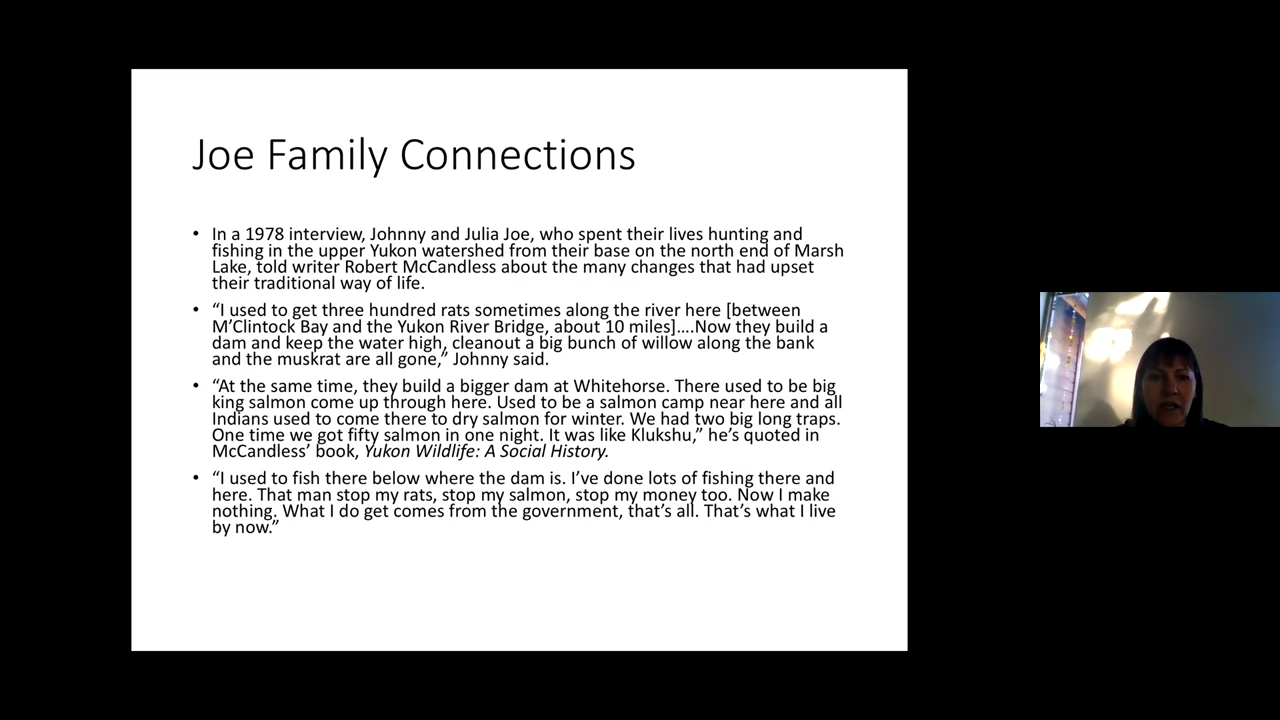 Joe Family Connections
• In a 1978 interview, Johnny and Julia Joe, who spent their lives hunting and
fishing in the upper Yukon watershed from their base on the north end of Marsh
Lake, told writer Robert McCandless about the many changes that had upset
their traditional way of life.
• “I used to get three hundred rats sometimes along the river here [between
M’Clintock Bay and the Yukon River Bridge, about 10 miles]….Now they build a
dam and keep the water high, cleanout a big bunch of willow along the bank
and the muskrat are all gone,” Johnny said.
• “At the same time, they build a bigger dam at Whitehorse. There used to be big
king salmon come up through here. Used to be a salmon camp near here and all
Indians used to come there to dry salmon for winter. We had two big long traps.
One time we got fifty salmon in one night. It was like Klukshu,” he’s quoted in
McCandless’ book, Yukon Wildlife: A Social History.
• “I used to fish there below where the dam is. I’ve done lots of fishing there and
here. That man stop my rats, stop my salmon, stop my money too. Now I make
nothing. What I do get comes from the government, that’s all. That’s what I live
by now.”